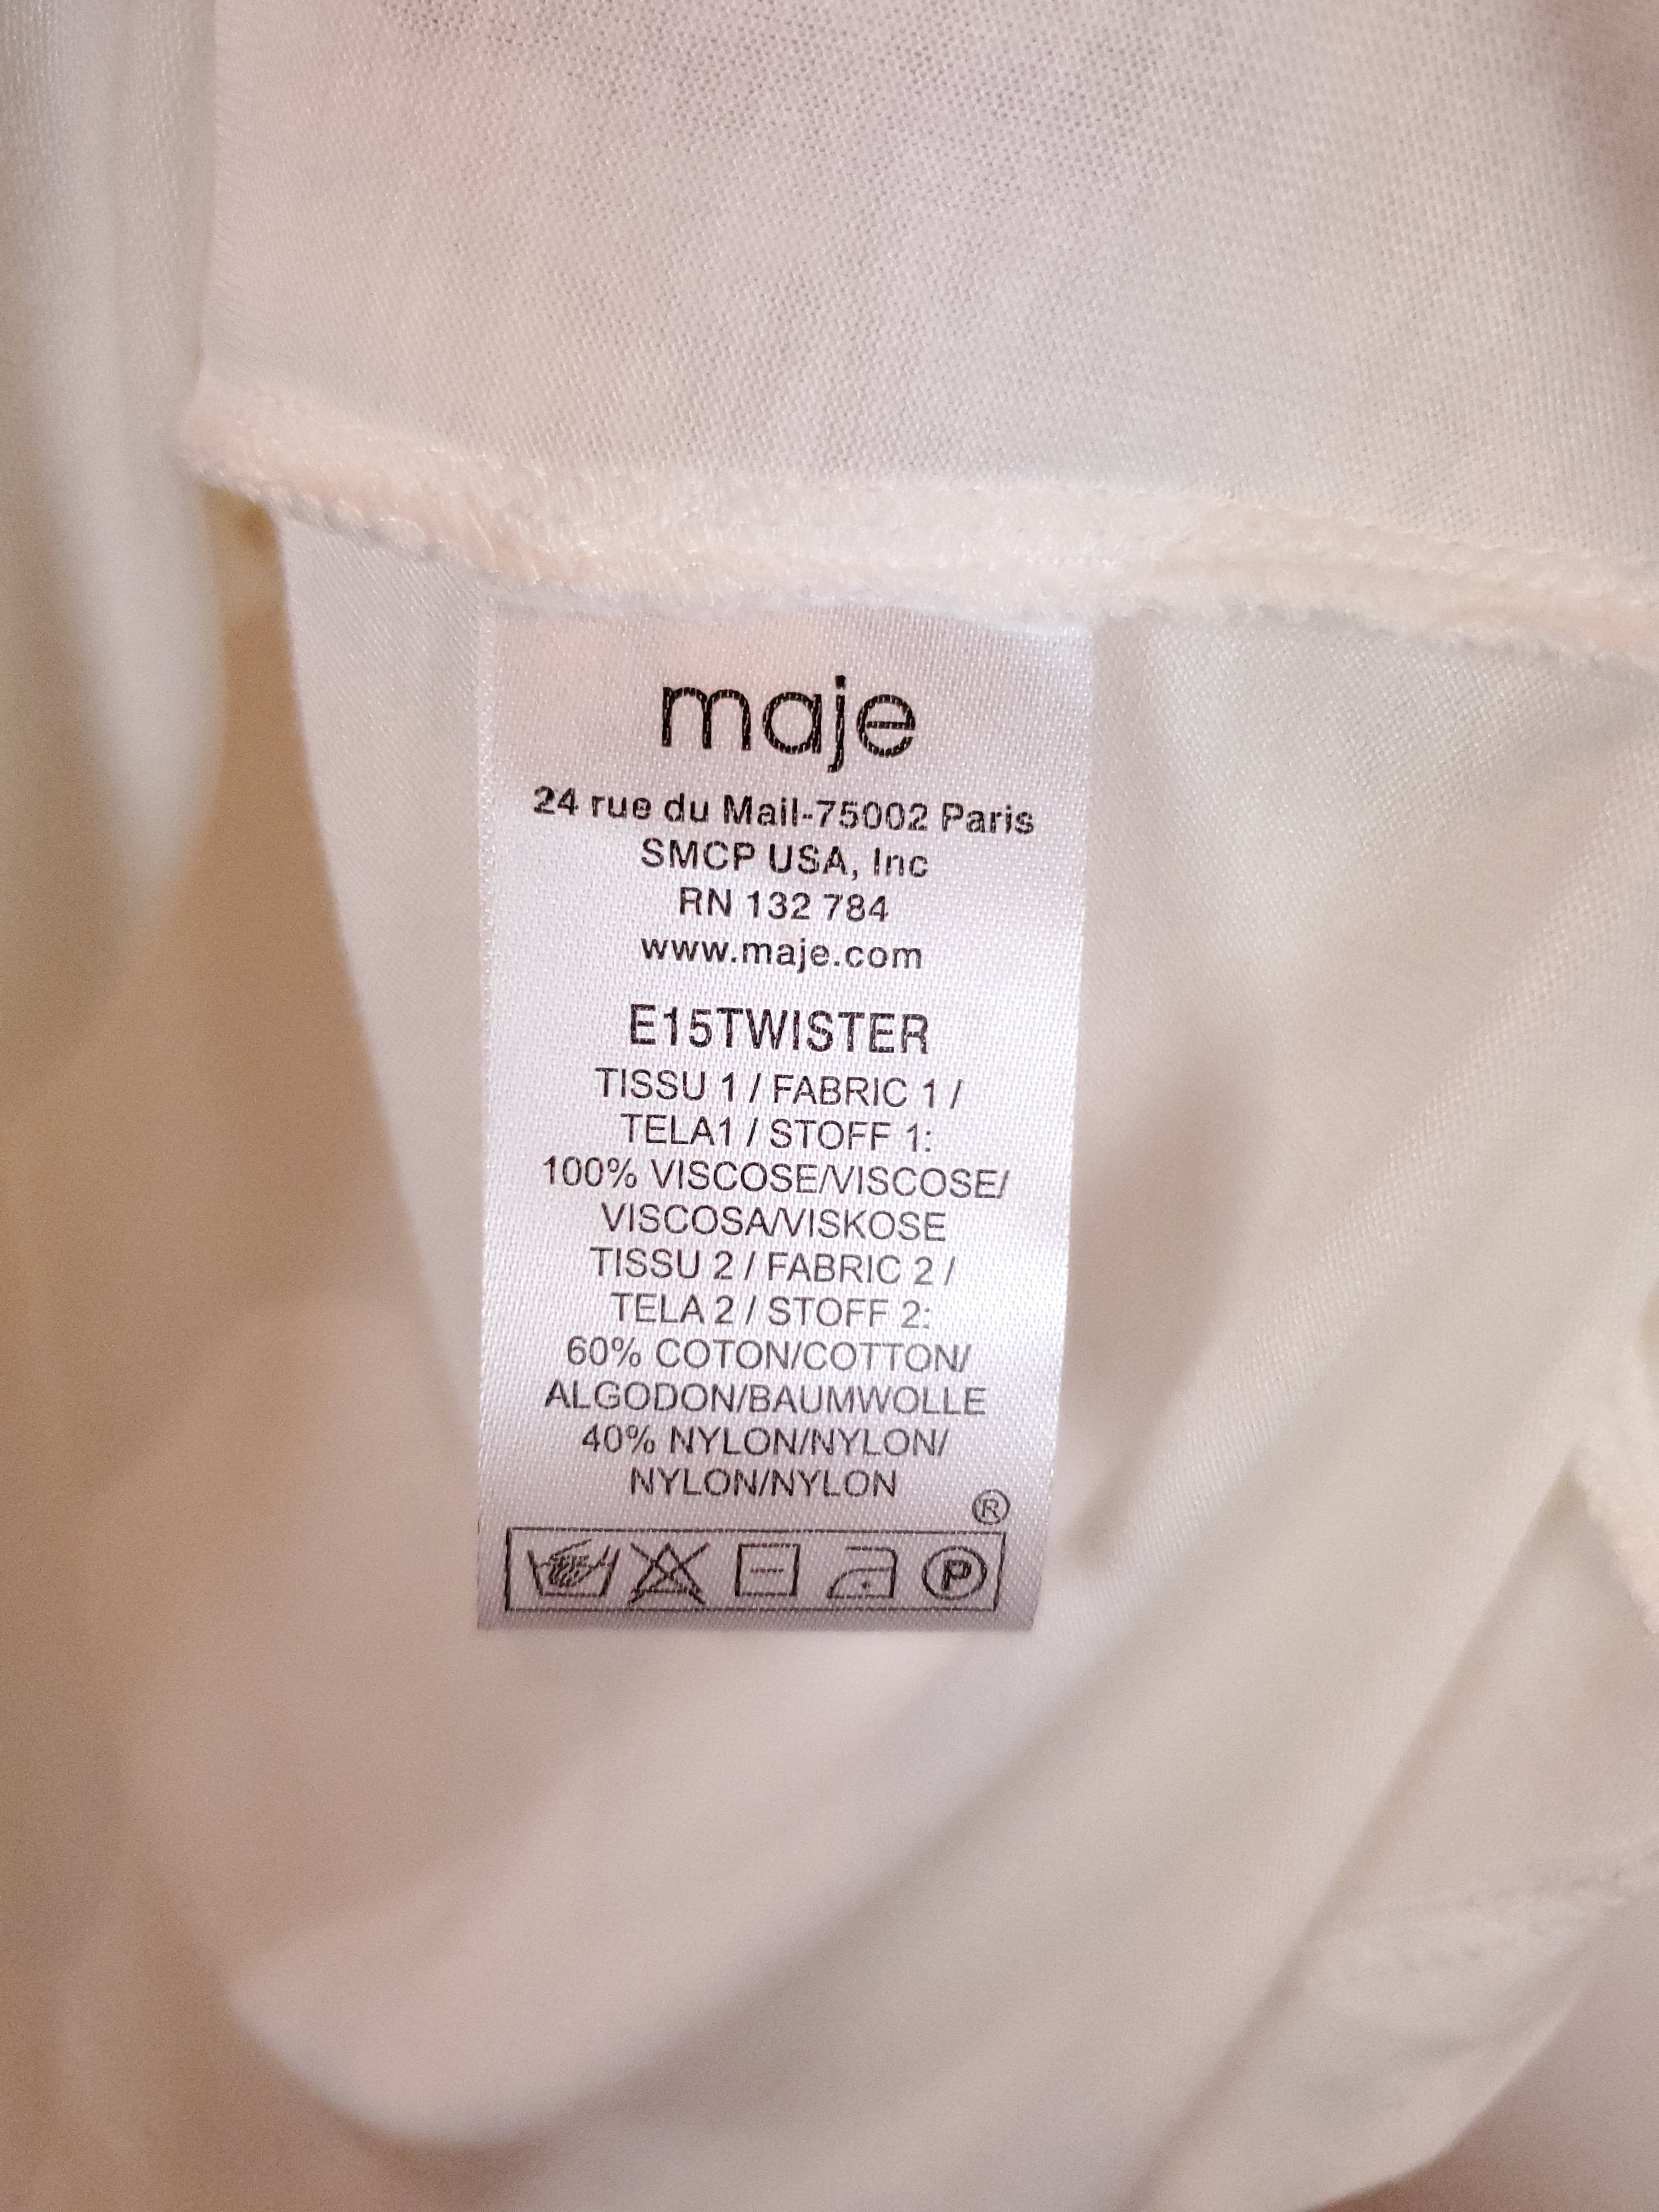 maje
24 rue du Mail-75002 Paris
SMCP USA, Inc
RN 132 784
www.maje.com
E15TWISTER
TISSU 1 / FABRIC 1 /
TELA1 / STOFF 1:
100% VISCOSE/VISCOSE/
VISCOSA/VISKOSE
TISSU 2 / FABRIC 2 /
TELA 2 / STOFF 2:
60% COTON/COTTON/
ALGODON/BAUMWOLLE
40% NYLON/NYLON/
NYLON/NYLON
®
P